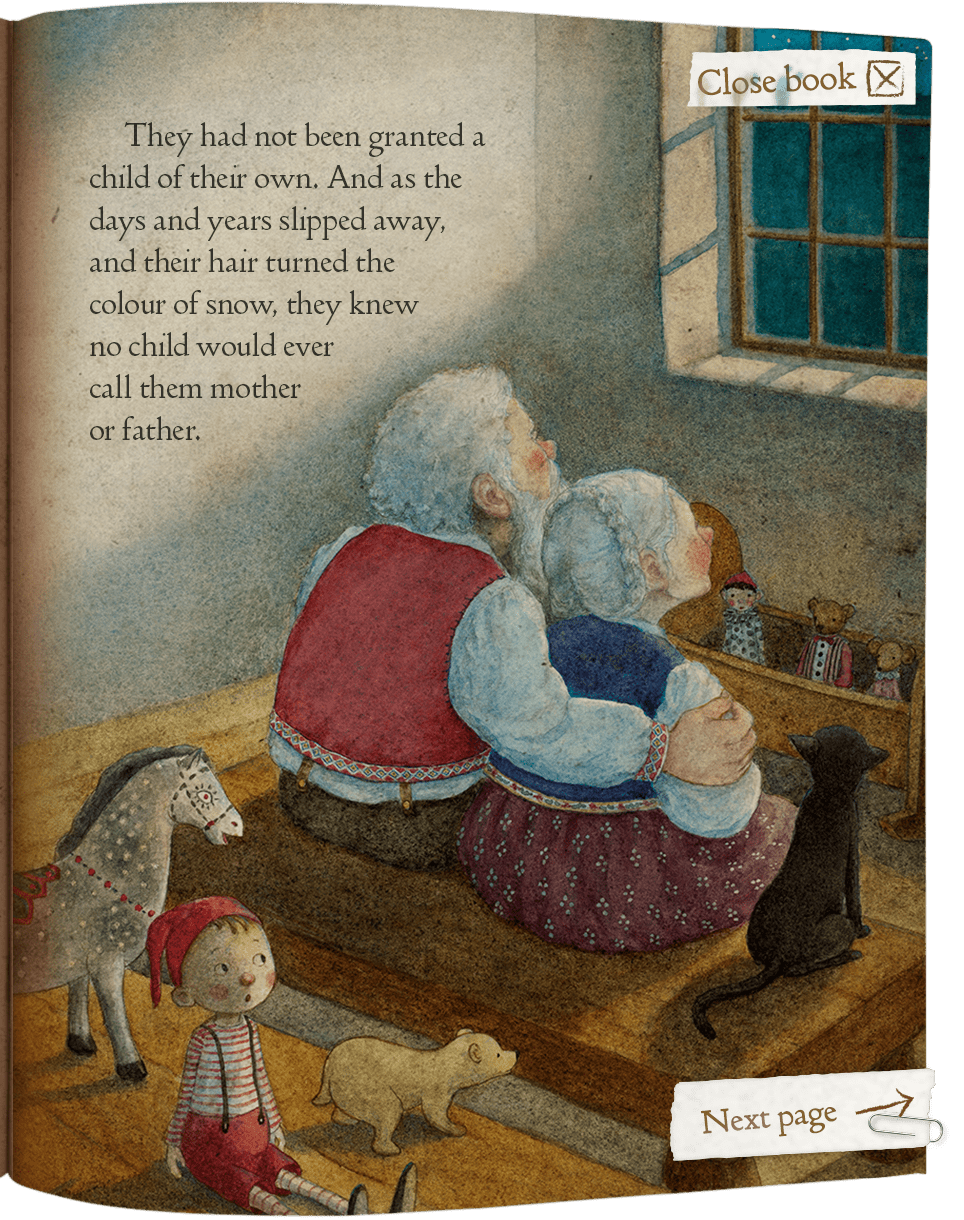 Close book
They had not been granted a
child of their own. And as the
days and years slipped away,
and their hair turned the
colour of snow, they knew
no child would ever
call them mother
or father.
Next page